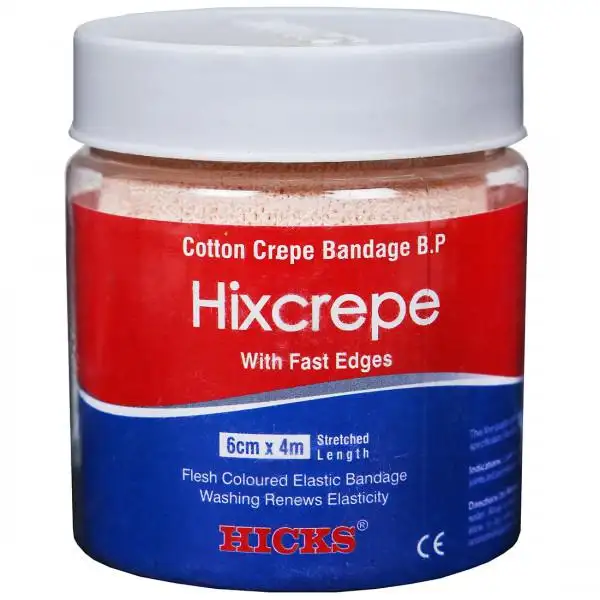 Cotton Crepe Bandage B.P
Hixcrepe
With Fast Edges
6cm x 4m Stretched Length
Flesh Coloured Elastic Bandage
Washing Renews Elasticity
HICKS®
CE
Indications